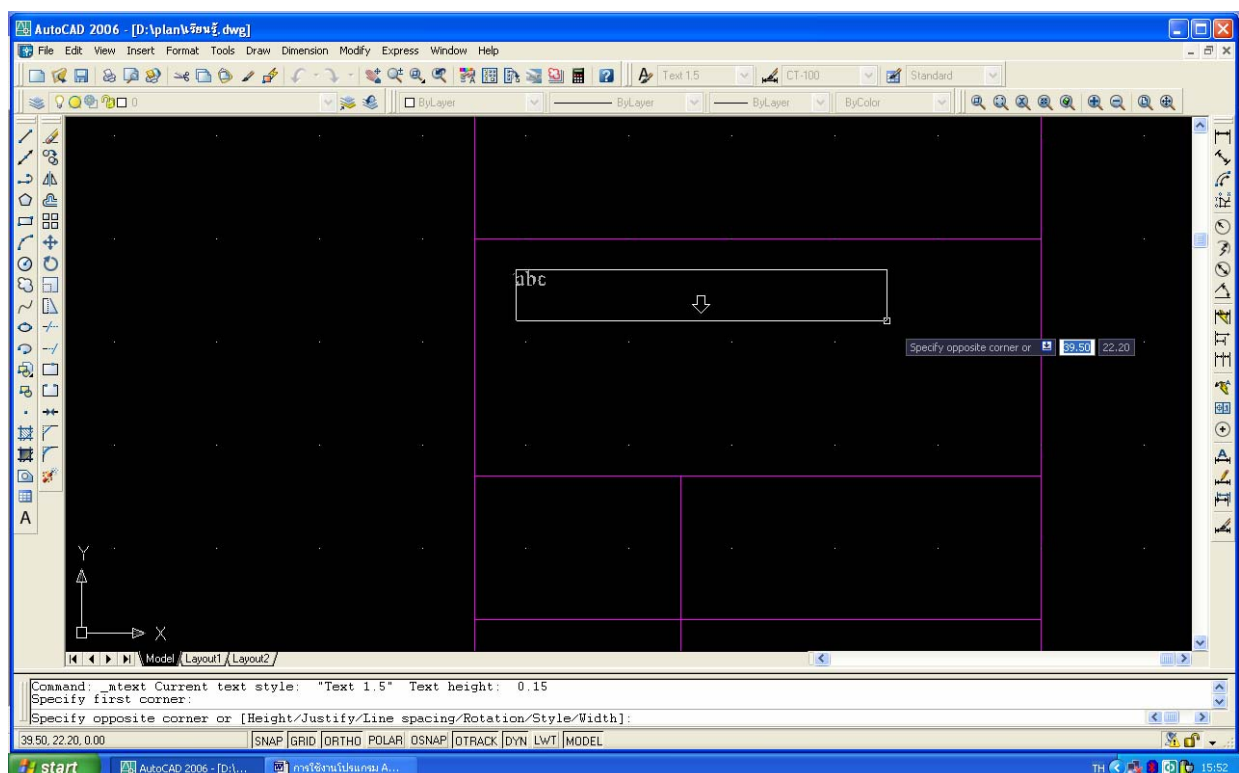 AutoCAD 2006 - [D:\plan\เรียนรู้.dwg]
File Edit View Insert Format Tools Draw Dimension Modify Express Window Help
Text 1.5 CT-100 Standard
0 ByLayer ByLayer ByLayer ByColor
abc
Specify opposite corner or 39.50 22.20
Y
X
A
Model Layout1 Layout2
Command: _mtext Current text style: "Text 1.5" Text height: 0.15
Specify first corner:
Specify opposite corner or [Height/Justify/Line spacing/Rotation/Style/Width]:
39.50, 22.20, 0.00 SNAP GRID ORTHO POLAR OSNAP OTRACK DYN LWT MODEL
start AutoCAD 2006 - [D:\... การใช้งานโปรแกรม A... TH 15:52